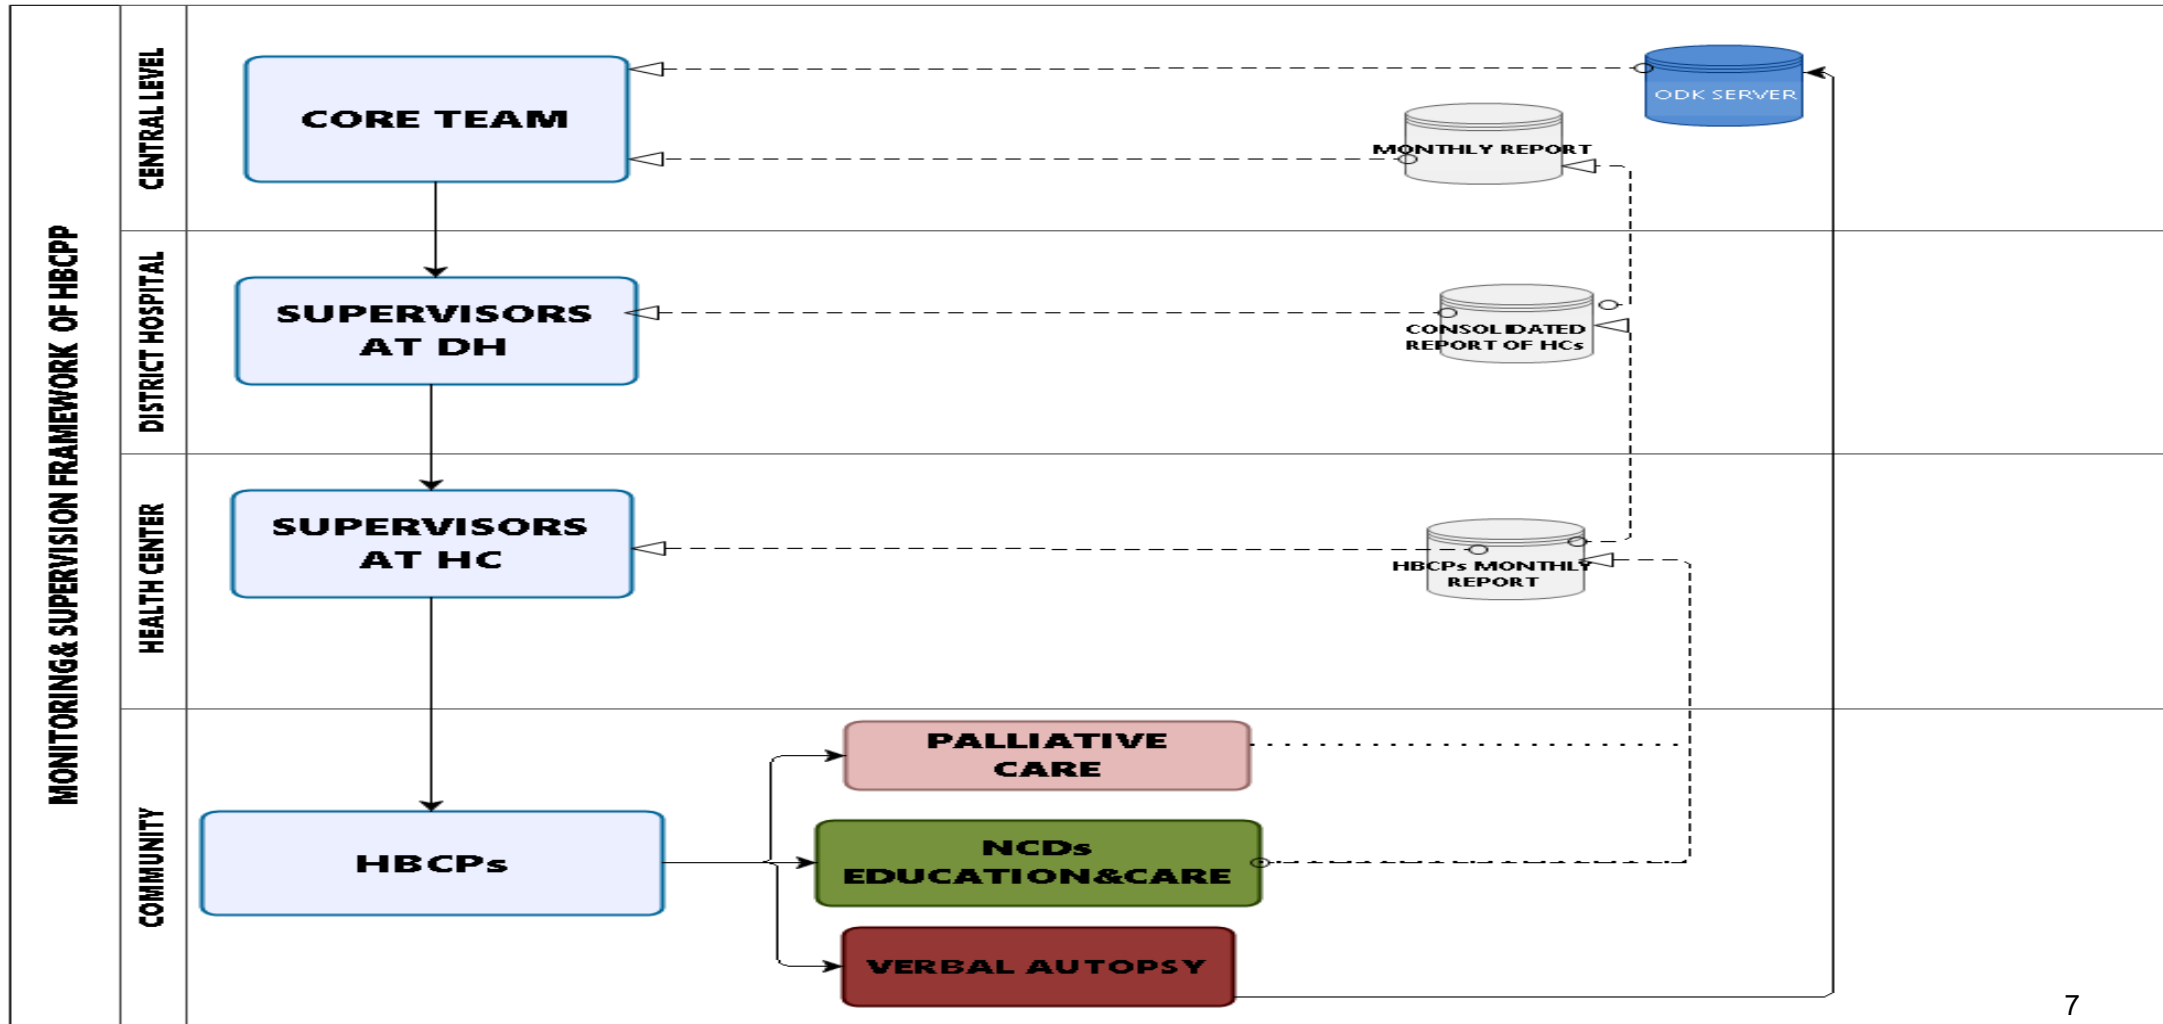 MONITORING& SUPERVISION FRAMEWORK OF HBCPP
CENTRAL LEVEL
CORE TEAM
ODK SERVER
MONTHLY REPORT
DISTRICT HOSPITAL
SUPERVISORS
AT DH
CONSOLIDATED
REPORT OF HCs
HEALTH CENTER
SUPERVISORS
AT HC
HBCPs MONTHLY
REPORT
COMMUNITY
HBCPs
PALLIATIVE
CARE
NCDs
EDUCATION&CARE
VERBAL AUTOPSY
7